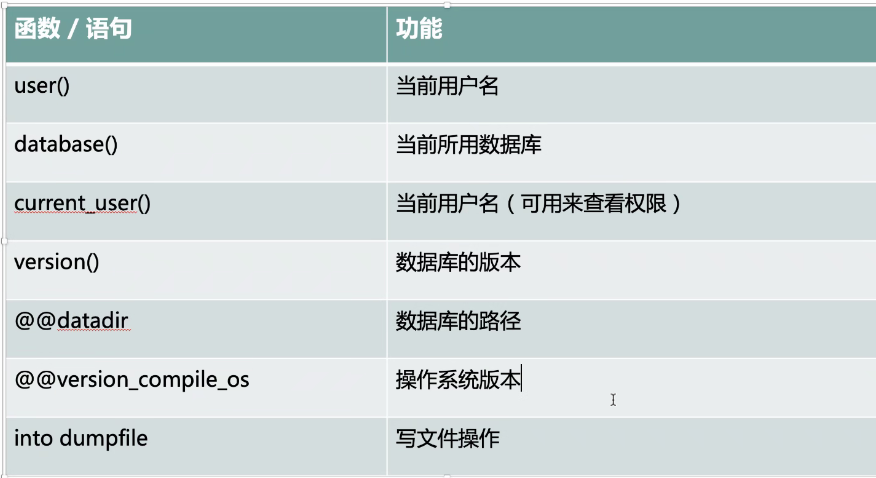 函数 / 语句 功能
user() 当前用户名
database() 当前所用数据库
current_user() 当前用户名（可用来查看权限）
version() 数据库的版本
@@datadir 数据库的路径
@@version_compile_os 操作系统版本
into dumpfile 写文件操作